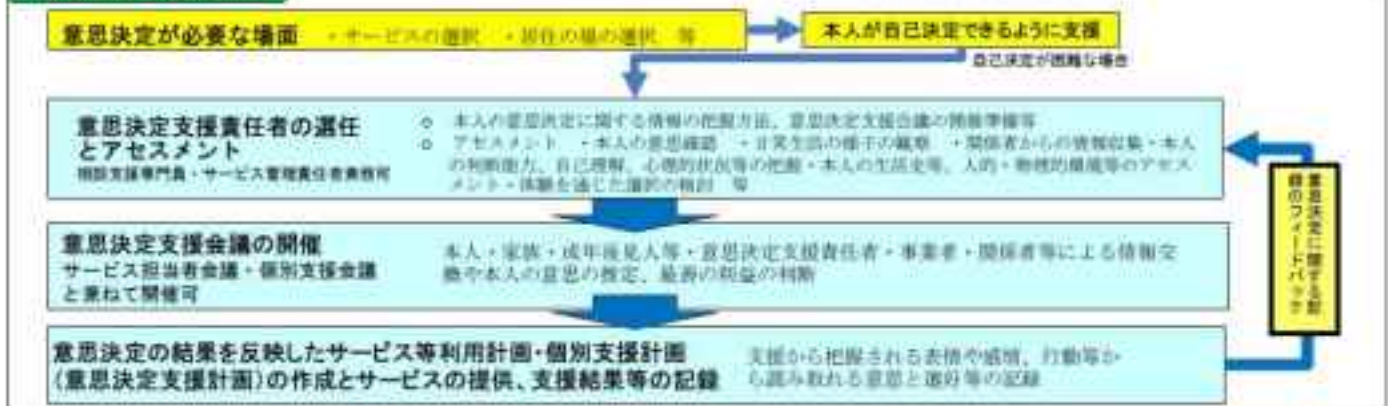 意思決定が必要な場面 ・サービスの選択 ・居住の場の選択 等
本人が自己決定できるように支援
自己決定が困難な場合
意思決定支援責任者の選任
とアセスメント
相談支援専門員・サービス管理責任者兼務可
○ 本人の意思決定に関する情報の把握方法、意思決定支援会議の開催準備等
○ アセスメント ・本人の意思確認 ・日常生活の様子の観察 ・関係者からの情報収集・本人
の判断能力、自己理解、心理的状況等の把握・本人の生活史等、人的・物理的環境等のアセス
メント・体験を通じた選択の検討 等
意思決定支援会議の開催
サービス担当者会議・個別支援会議
と兼ねて開催可
本人・家族・成年後見人等・意思決定支援責任者・事業者・関係者等による情報交
換や本人の意思の推定、最善の利益の判断
意思決定の結果を反映したサービス等利用計画・個別支援計画
(意思決定支援計画)の作成とサービスの提供、支援結果等の記録
支援から把握される表情や感情、行動等か
ら読み取れる意思と選好等の記録
意思決定に関する記
録のフィードバック